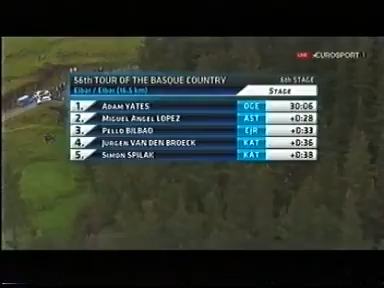 LIVE EUROSPORT 1
56th TOUR OF THE BASQUE COUNTRY 6th STAGE
Eibar / Eibar (16.5 km) STAGE
1. ADAM YATES OGE 30:06
2. MIGUEL ANGEL LOPEZ AST +0:28
3. PELLO BILBAO CJR +0:33
4. JURGEN VAN DEN BROECK KAT +0:36
5. SIMON SPILAK KAT +0:38